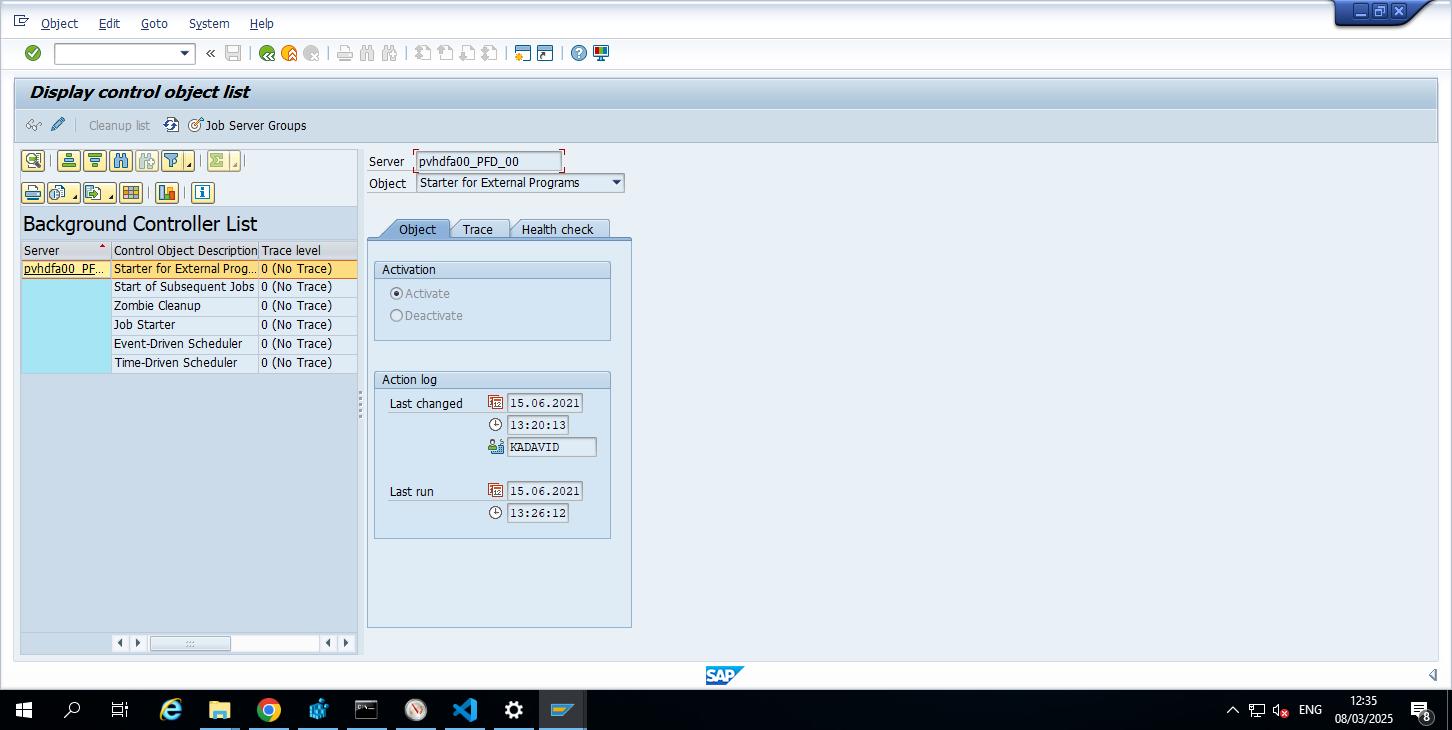 Object Edit Goto System Help
Display control object list
Cleanup list Job Server Groups
Server pvhdfa00_PFD_00
Object Starter for External Programs
Background Controller List
Server Control Object Description Trace level
pvhdfa00_PF... Starter for External Prog... 0 (No Trace)
Start of Subsequent Jobs 0 (No Trace)
Zombie Cleanup 0 (No Trace)
Job Starter 0 (No Trace)
Event-Driven Scheduler 0 (No Trace)
Time-Driven Scheduler 0 (No Trace)
Object Trace Health check
Activation
Activate
Deactivate
Action log
Last changed 15.06.2021
13:20:13
KADAVID
Last run 15.06.2021
13:26:12
SAP
ENG 12:35
08/03/2025
8